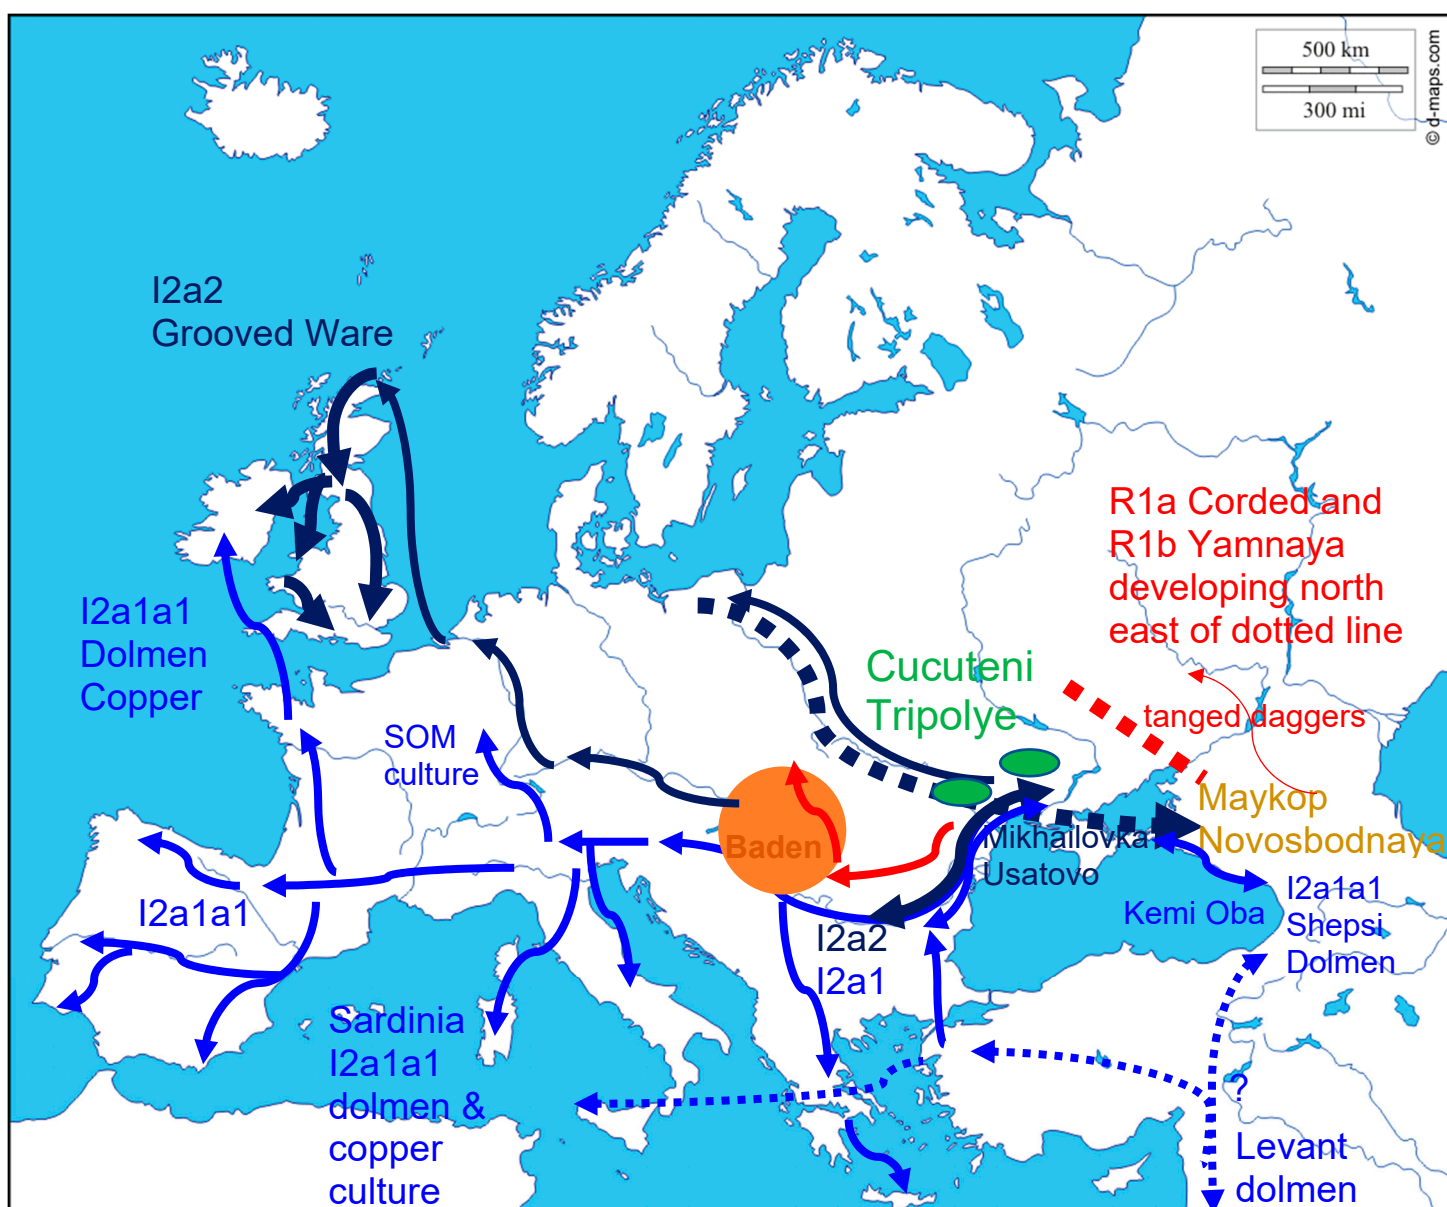 500 km
300 mi
© d-maps.com
I2a2
Grooved Ware
R1a Corded and
R1b Yamnaya
developing north
east of dotted line
I2a1a1
Dolmen
Copper
Cucuteni
Tripolye
tanged daggers
SOM
culture
Maykop
Novosbodnaya
Baden
Mikhailovka
Usatovo
I2a1a1
Shepsi
Dolmen
Kemi Oba
I2a1a1
I2a2
I2a1
Sardinia
I2a1a1
dolmen &
copper
culture
?
Levant
dolmen